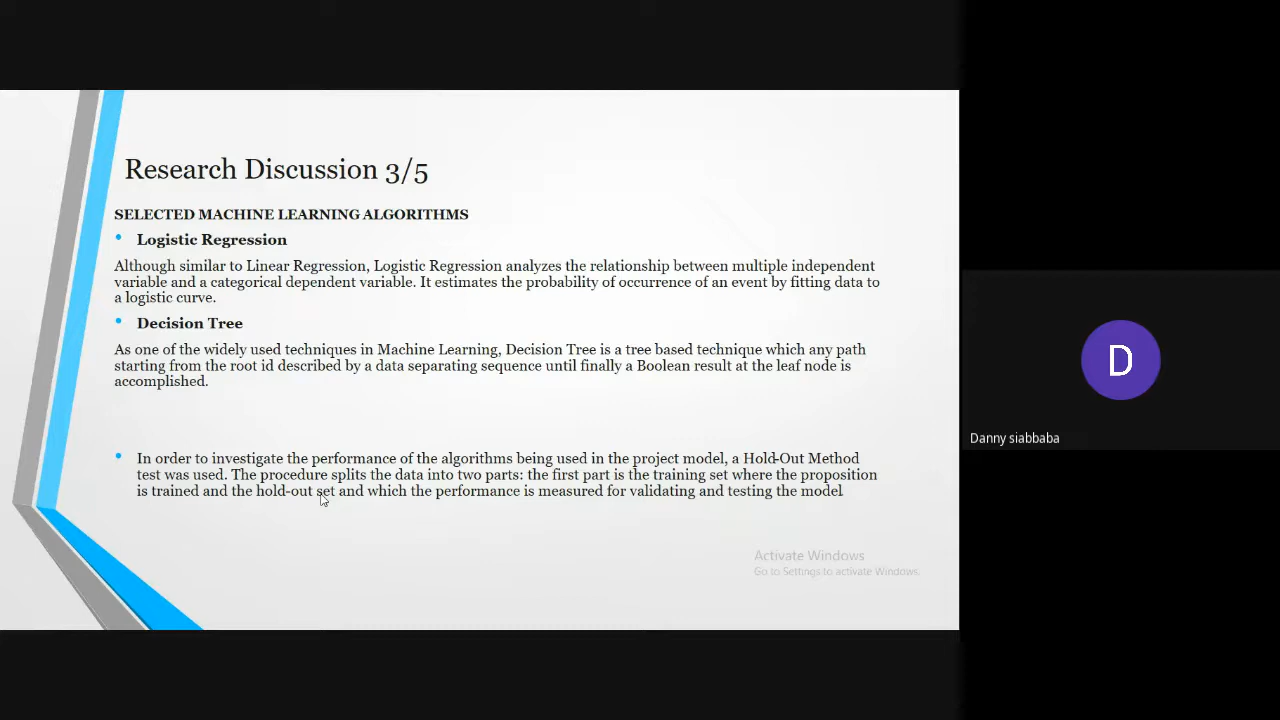 Research Discussion 3/5
SELECTED MACHINE LEARNING ALGORITHMS
• Logistic Regression
Although similar to Linear Regression, Logistic Regression analyzes the relationship between multiple independent
variable and a categorical dependent variable. It estimates the probability of occurrence of an event by fitting data to
a logistic curve.
• Decision Tree
As one of the widely used techniques in Machine Learning, Decision Tree is a tree based technique which any path
starting from the root id described by a data separating sequence until finally a Boolean result at the leaf node is
accomplished.
• In order to investigate the performance of the algorithms being used in the project model, a Hold-Out Method
test was used. The procedure splits the data into two parts: the first part is the training set where the proposition
is trained and the hold-out set and which the performance is measured for validating and testing the model
Activate Windows
Go to Settings to activate Windows.
D
Danny siabbaba